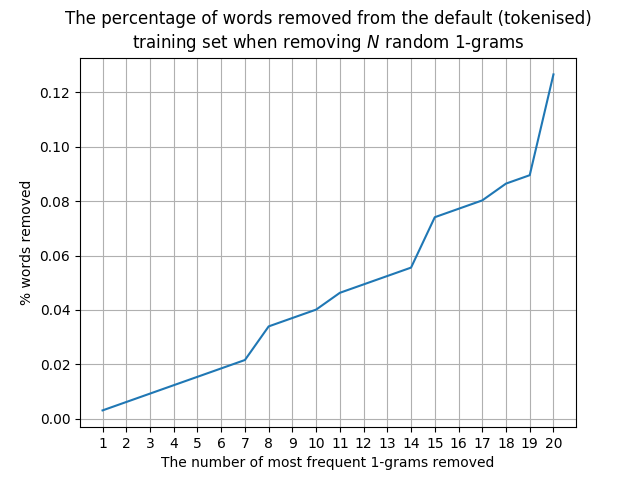 The percentage of words removed from the default (tokenised)
training set when removing N random 1-grams
0.12
0.10
0.08
0.06
0.04
0.02
0.00
% words removed
1 2 3 4 5 6 7 8 9 10 11 12 13 14 15 16 17 18 19 20
The number of most frequent 1-grams removed